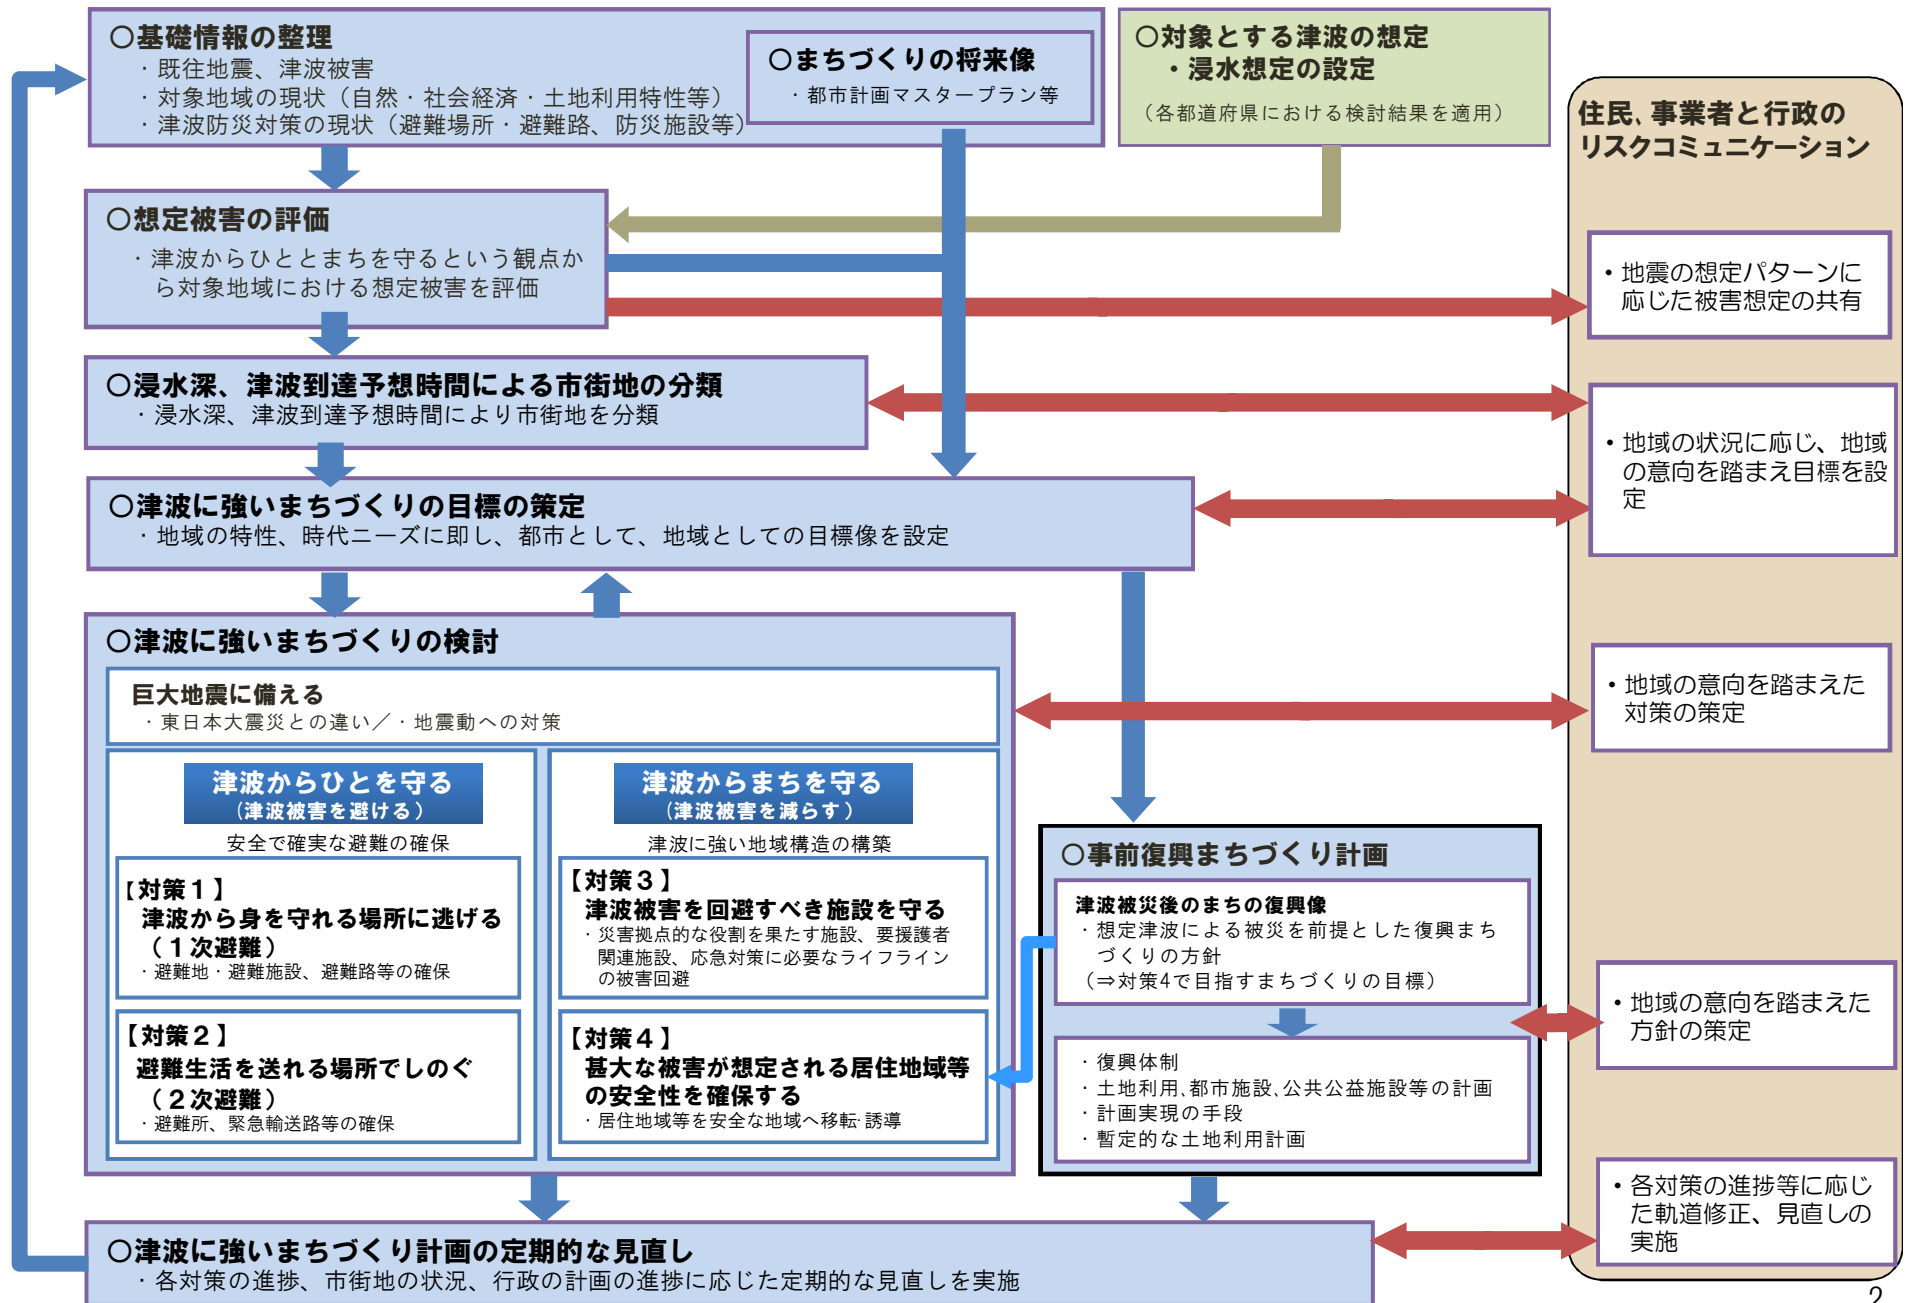 〇基礎情報の整理
・既往地震、津波被害
・対象地域の現状（自然・社会経済・土地利用特性等）
・津波防災対策の現状（避難場所・避難路、防災施設等）
〇まちづくりの将来像
・都市計画マスタープラン等
〇対象とする津波の想定
・浸水想定の設定
（各都道府県における検討結果を適用）
住民、事業者と行政の
リスクコミュニケーション
〇想定被害の評価
・津波からひととまちを守るという観点か
ら対象地域における想定被害を評価
・地震の想定パターンに
応じた被害想定の共有
〇浸水深、津波到達予想時間による市街地の分類
・浸水深、津波到達予想時間により市街地を分類
・地域の状況に応じ、地域
の意向を踏まえ目標を設
定
〇津波に強いまちづくりの目標の策定
・地域の特性、時代ニーズに即し、都市として、地域としての目標像を設定
〇津波に強いまちづくりの検討
巨大地震に備える
・東日本大震災との違い／・地震動への対策
・地域の意向を踏まえた
対策の策定
津波からひとを守る
（津波被害を避ける）
安全で確実な避難の確保
【対策１】
津波から身を守れる場所に逃げる
（１次避難）
・避難地・避難施設、避難路等の確保
【対策２】
避難生活を送れる場所でしのぐ
（２次避難）
・避難所、緊急輸送路等の確保
津波からまちを守る
（津波被害を減らす）
津波に強い地域構造の構築
【対策３】
津波被害を回避すべき施設を守る
・災害拠点的な役割を果たす施設、要援護者
関連施設、応急対策に必要なライフライン
の被害回避
【対策４】
甚大な被害が想定される居住地域等
の安全性を確保する
・居住地域等を安全な地域へ移転・誘導
〇事前復興まちづくり計画
津波被災後のまちの復興像
・想定津波による被災を前提とした復興まち
づくりの方針
（⇒対策4で目指すまちづくりの目標）
・復興体制
・土地利用、都市施設、公共公益施設等の計画
・計画実現の手段
・暫定的な土地利用計画
・地域の意向を踏まえた
方針の策定
・各対策の進捗等に応じ
た軌道修正、見直しの
実施
〇津波に強いまちづくり計画の定期的な見直し
・各対策の進捗、市街地の状況、行政の計画の進捗に応じた定期的な見直しを実施
2